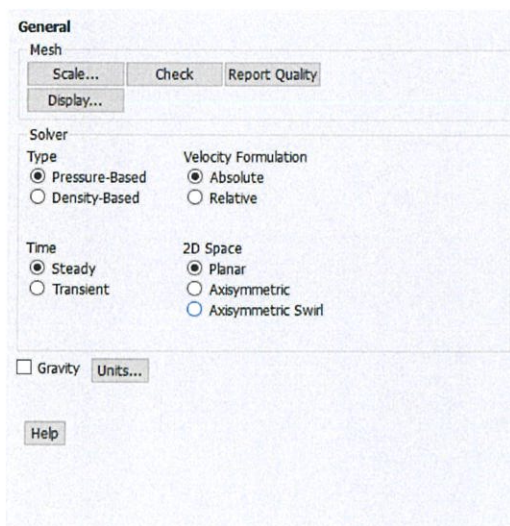 General
Mesh
Scale... Check Report Quality
Display...
Solver
Type Velocity Formulation
Pressure-Based Absolute
Density-Based Relative
Time 2D Space
Steady Planar
Transient Axisymmetric
Axisymmetric Swirl
Gravity Units...
Help